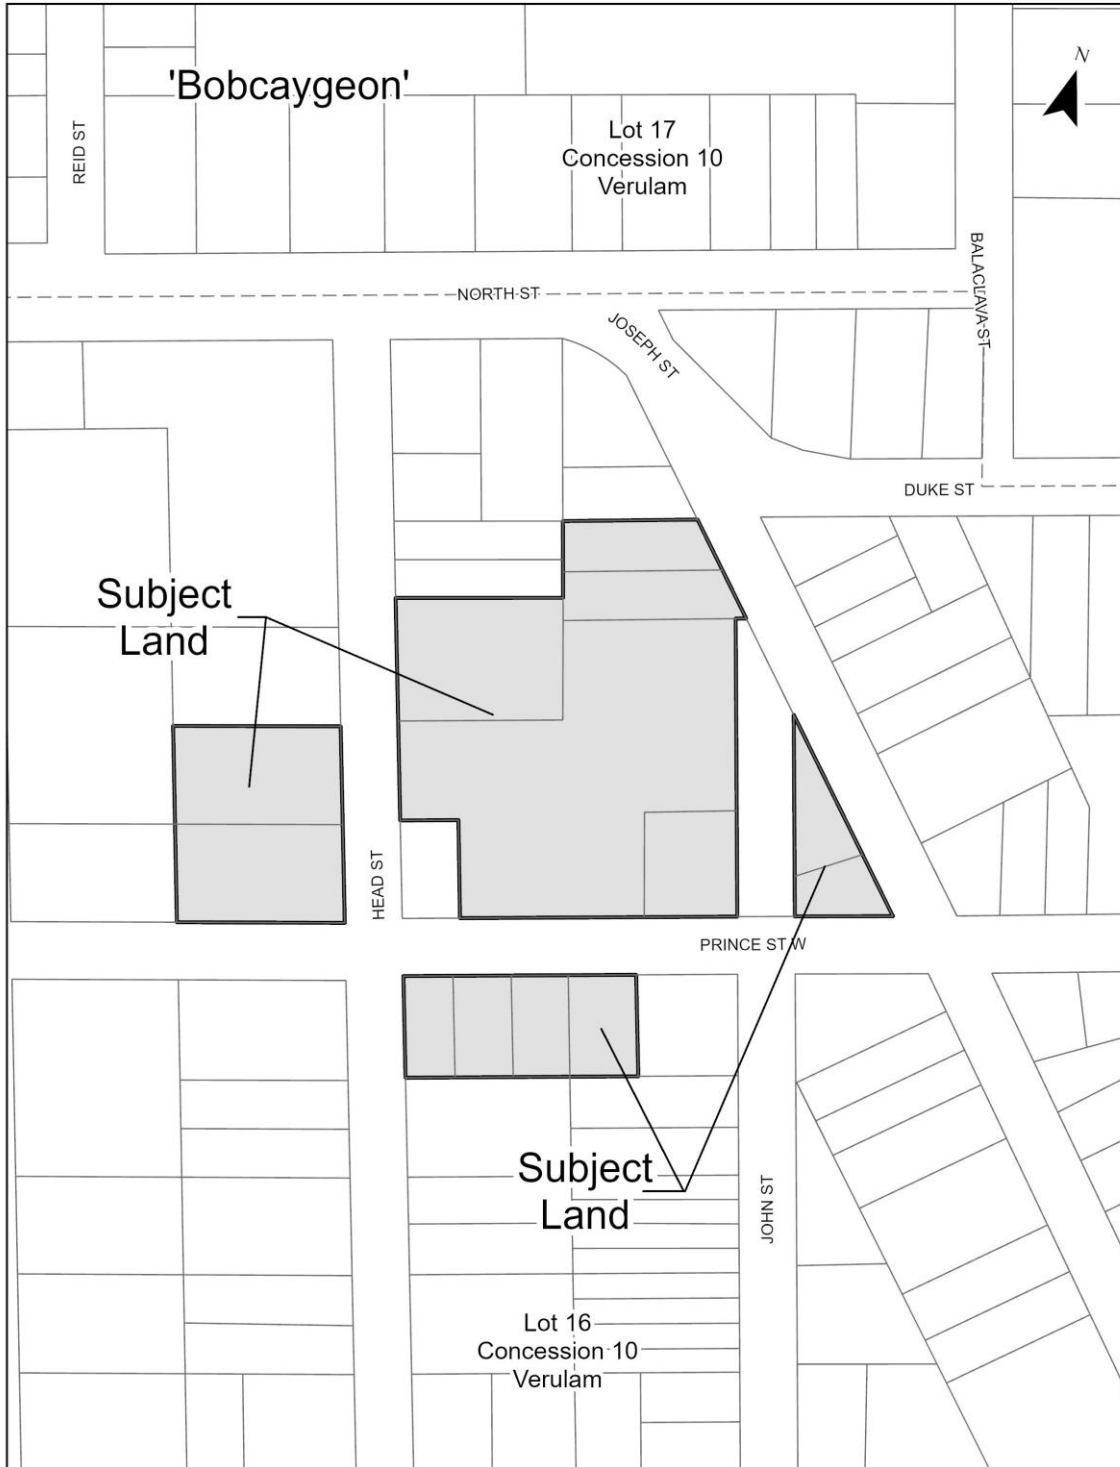 N
'Bobcaygeon'
Lot 17
Concession 10
Verulam
REID ST
NORTH ST
BALACLAVA ST
JOSEPH ST
DUKE ST
Subject
Land
HEAD ST
PRINCE ST W
Subject
Land
JOHN ST
Lot 16
Concession 10
Verulam